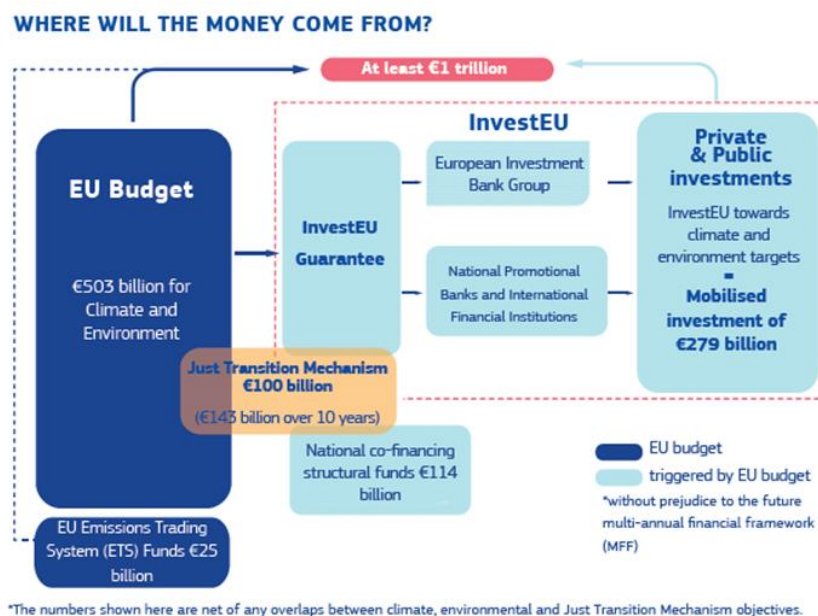 WHERE WILL THE MONEY COME FROM?
At least €1 trillion
EU Budget
€503 billion for
Climate and
Environment
InvestEU
InvestEU
Guarantee
European Investment
Bank Group
National Promotional
Banks and International
Financial Institutions
Private
& Public
investments
InvestEU towards
climate and
environment targets
=
Mobilised
investment of
€279 billion
Just Transition Mechanism
€100 billion
(€143 billion over 10 years)
National co-financing
structural funds €114
billion
EU Emissions Trading
System (ETS) Funds €25
billion
EU budget
triggered by EU budget
*without prejudice to the future
multi-annual financial framework
(MFF)
*The numbers shown here are net of any overlaps between climate, environmental and Just Transition Mechanism objectives.